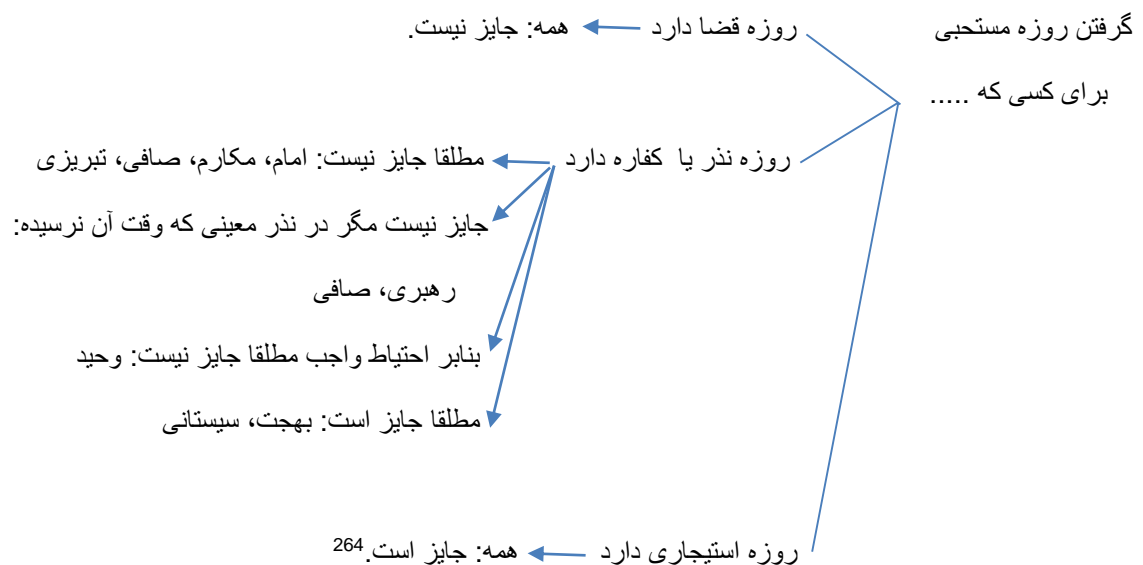 گرفتن روزه مستحبی روزه قضا دارد همه: جایز نیست.
برای کسی که .....
روزه نذر یا کفاره دارد مطلقا جایز نیست: امام، مکارم، صافی، تبریزی
جایز نیست مگر در نذر معینی که وقت آن نرسیده:
رهبری، صافی
بنابر احتیاط واجب مطلقا جایز نیست: وحید
مطلقا جایز است: بهجت، سیستانی
روزه استیجاری دارد همه: جایز است.264